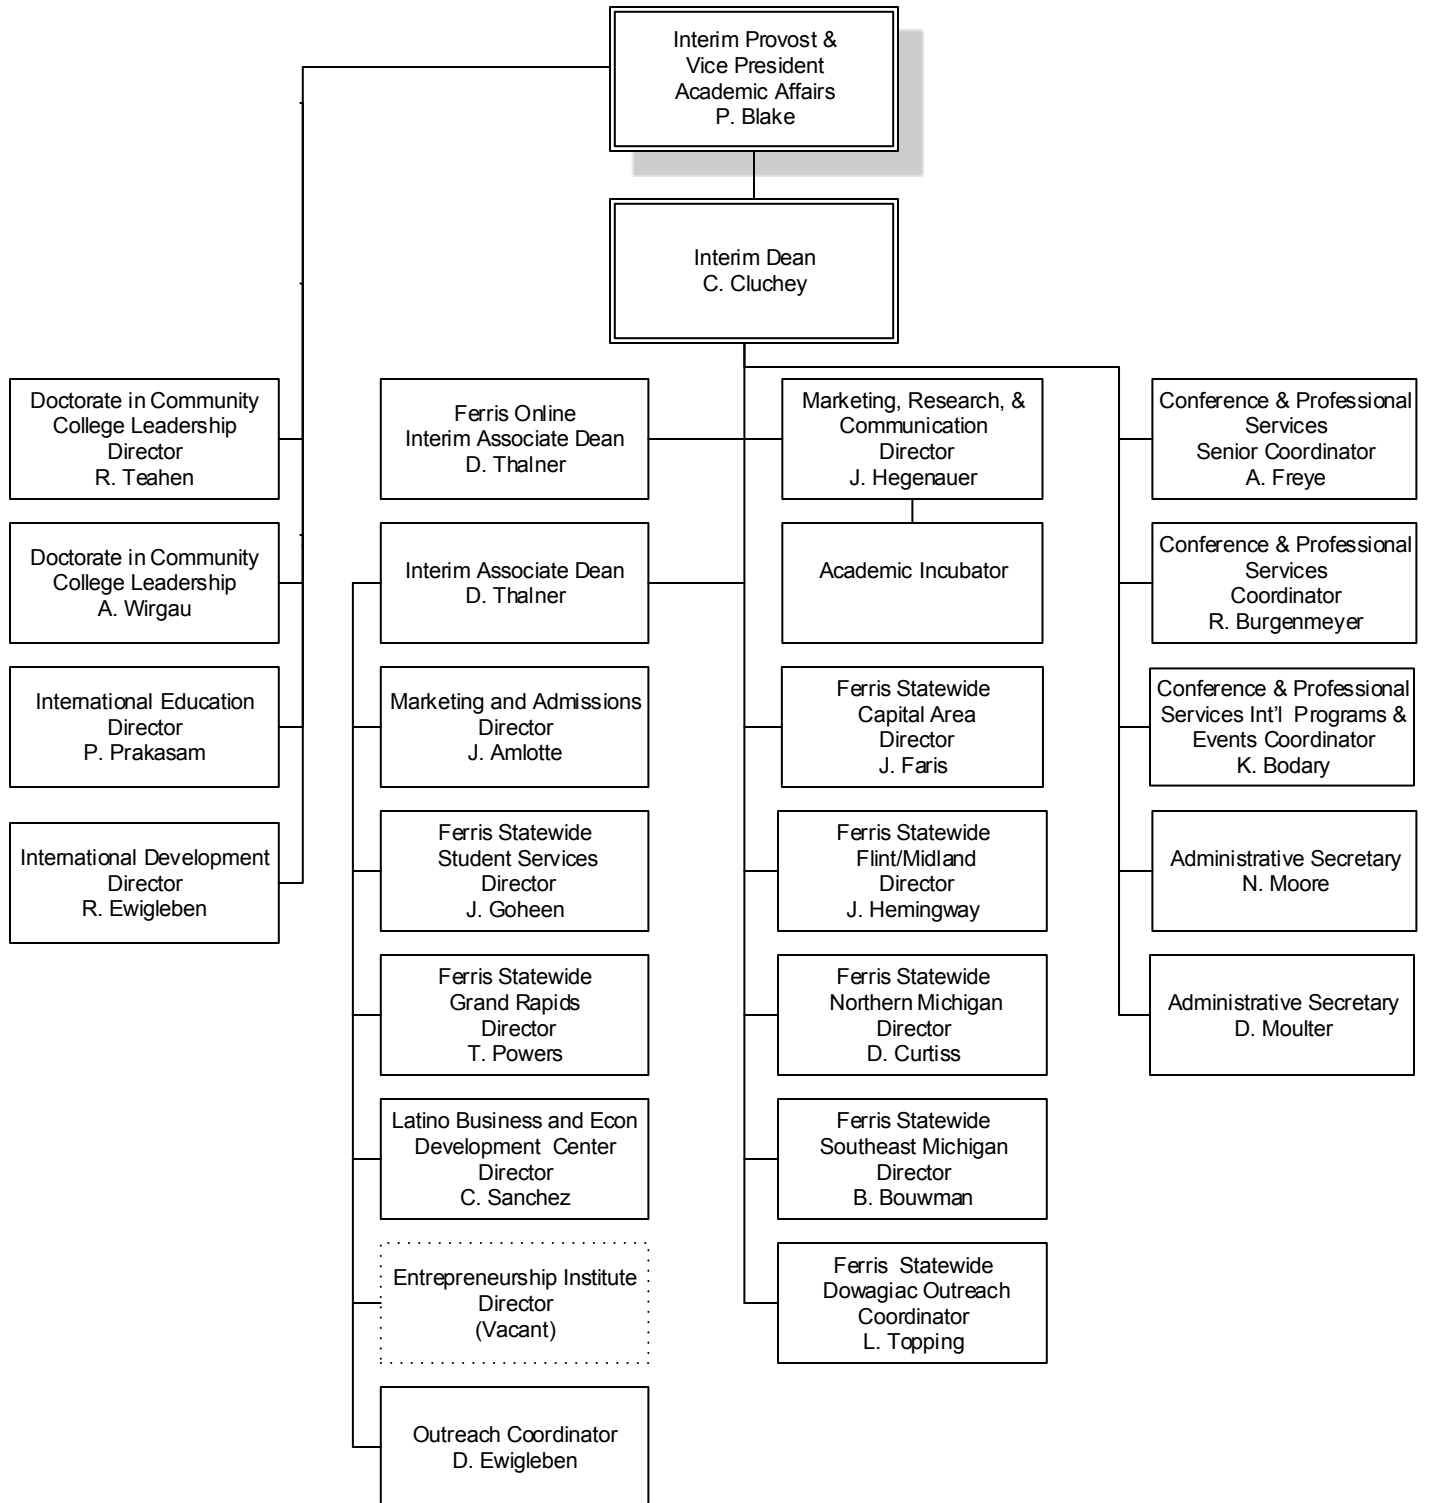 Interim Provost &
Vice President
Academic Affairs
P. Blake
Interim Dean
C. Cluchey
Doctorate in Community
College Leadership
Director
R. Teahen
Doctorate in Community
College Leadership
A. Wirgau
International Education
Director
P. Prakasam
International Development
Director
R. Ewigleben
Ferris Online
Interim Associate Dean
D. Thalner
Interim Associate Dean
D. Thalner
Marketing and Admissions
Director
J. Amlotte
Ferris Statewide
Student Services
Director
J. Goheen
Ferris Statewide
Grand Rapids
Director
T. Powers
Latino Business and Econ
Development Center
Director
C. Sanchez
Entrepreneurship Institute
Director
(Vacant)
Outreach Coordinator
D. Ewigleben
Marketing, Research, &
Communication
Director
J. Hegenauer
Academic Incubator
Ferris Statewide
Capital Area
Director
J. Faris
Ferris Statewide
Flint/Midland
Director
J. Hemingway
Ferris Statewide
Northern Michigan
Director
D. Curtiss
Ferris Statewide
Southeast Michigan
Director
B. Bouwman
Ferris Statewide
Dowagiac Outreach
Coordinator
L. Topping
Conference & Professional
Services
Senior Coordinator
A. Freye
Conference & Professional
Services
Coordinator
R. Burgenmeyer
Conference & Professional
Services Int'l Programs &
Events Coordinator
K. Bodary
Administrative Secretary
N. Moore
Administrative Secretary
D. Moulter